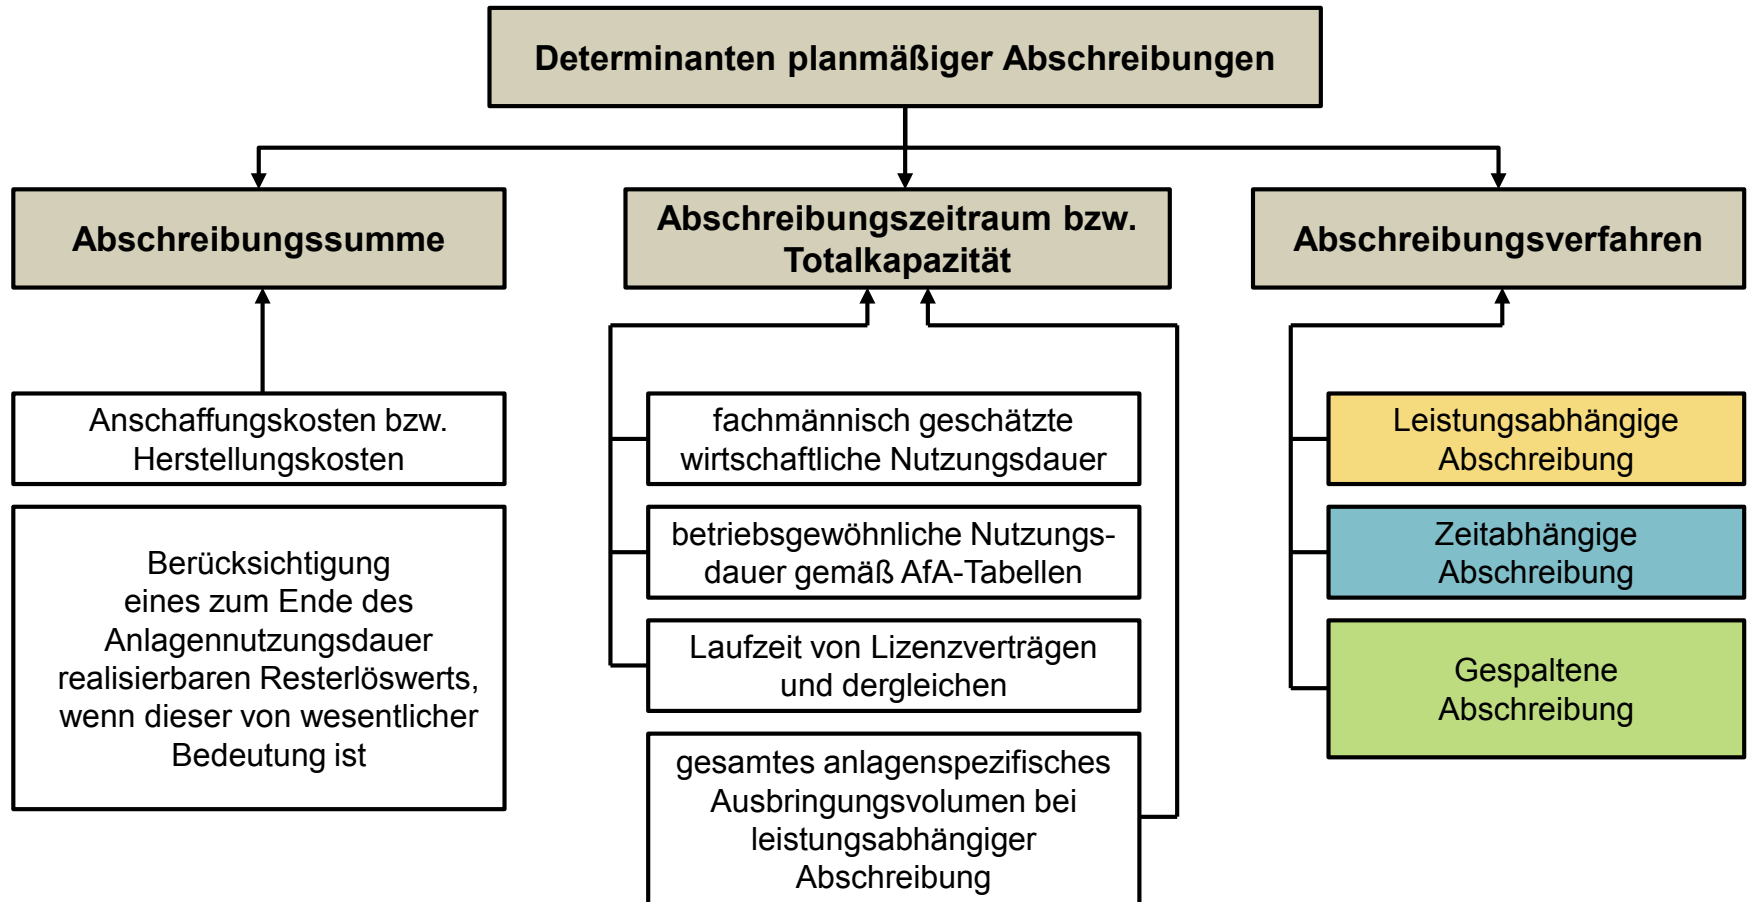 Determinanten planmäßiger Abschreibungen
Abschreibungssumme
Anschaffungskosten bzw.
Herstellungskosten
Berücksichtigung
eines zum Ende des
Anlagennutzungsdauer
realisierbaren Resterlöswerts,
wenn dieser von wesentlicher
Bedeutung ist
Abschreibungszeitraum bzw.
Totalkapazität
fachmännisch geschätzte
wirtschaftliche Nutzungsdauer
betriebsgewöhnliche Nutzungs-
dauer gemäß AfA-Tabellen
Laufzeit von Lizenzverträgen
und dergleichen
gesamtes anlagenspezifisches
Ausbringungsvolumen bei
leistungsabhängiger
Abschreibung
Abschreibungsverfahren
Leistungsabhängige
Abschreibung
Zeitabhängige
Abschreibung
Gespaltene
Abschreibung